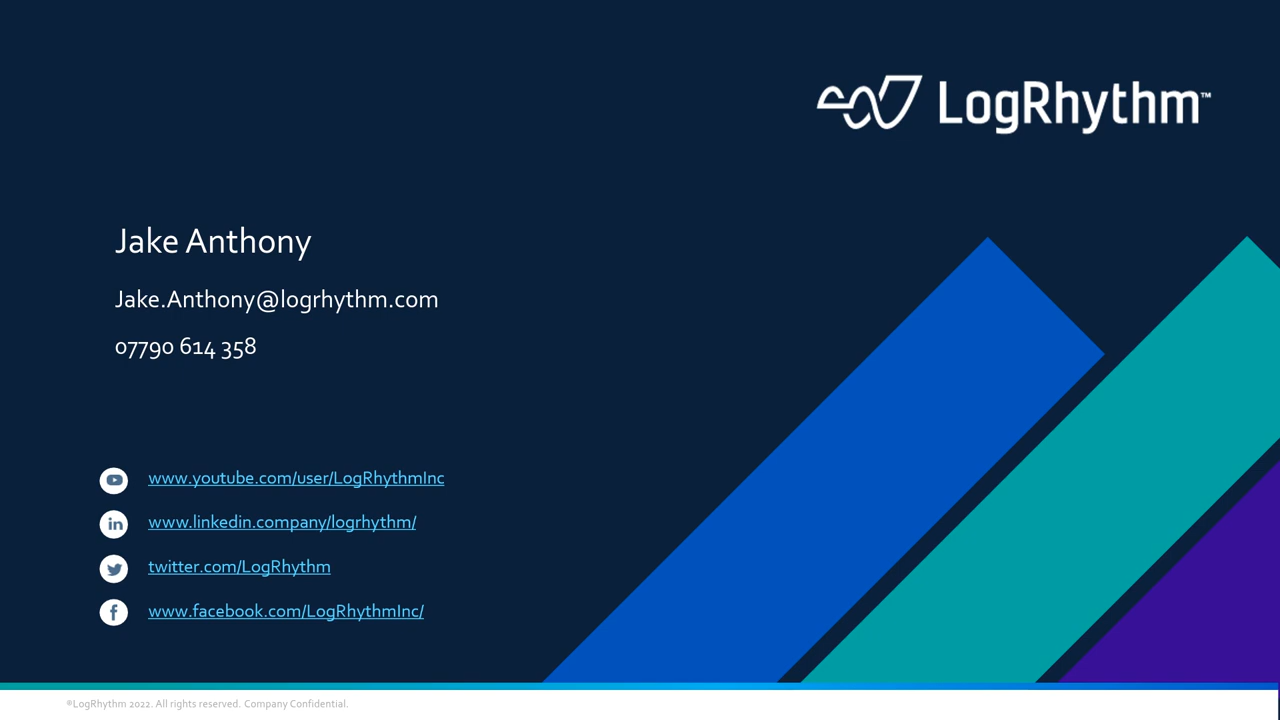 LogRhythm™
Jake Anthony
Jake.Anthony@logrhythm.com
07790 614 358
www.youtube.com/user/LogRhythmInc
www.linkedin.company/logrhythm/
twitter.com/LogRhythm
www.facebook.com/LogRhythmInc/
®LogRhythm 2022. All rights reserved. Company Confidential.